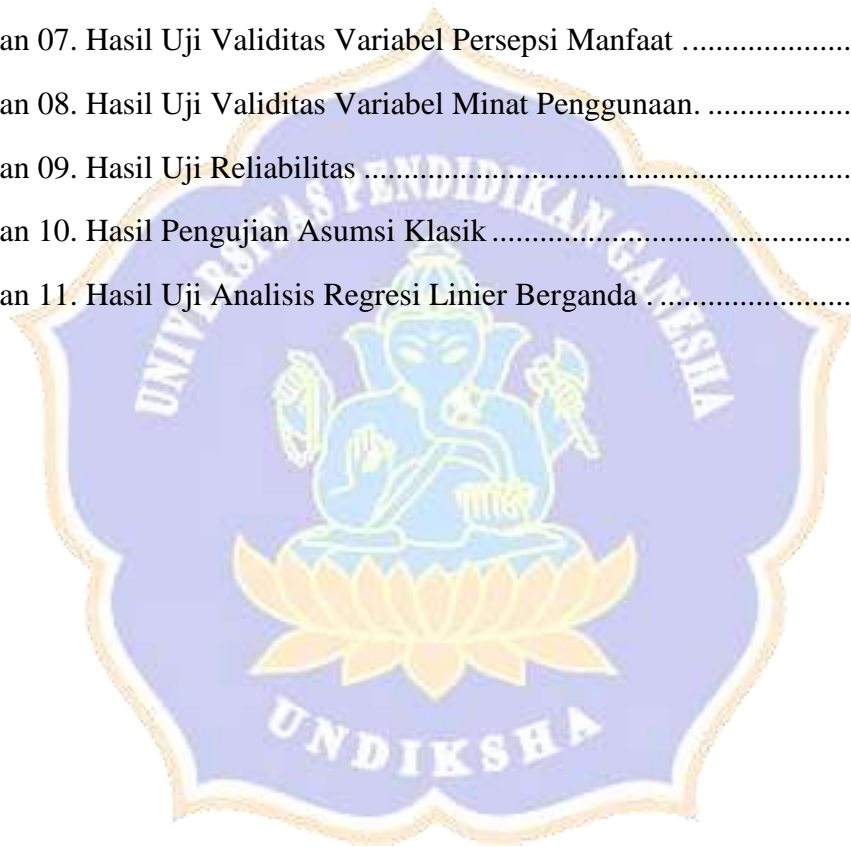 an 07. Hasil Uji Validitas Variabel Persepsi Manfaat ......................
an 08. Hasil Uji Validitas Variabel Minat Penggunaan. ..................
an 09. Hasil Uji Reliabilitas .............................................................
an 10. Hasil Pengujian Asumsi Klasik .............................................
an 11. Hasil Uji Analisis Regresi Linier Berganda . ........................
UNIVERSITAS PENDIDIKAN GANESHA
UNDIKSHA